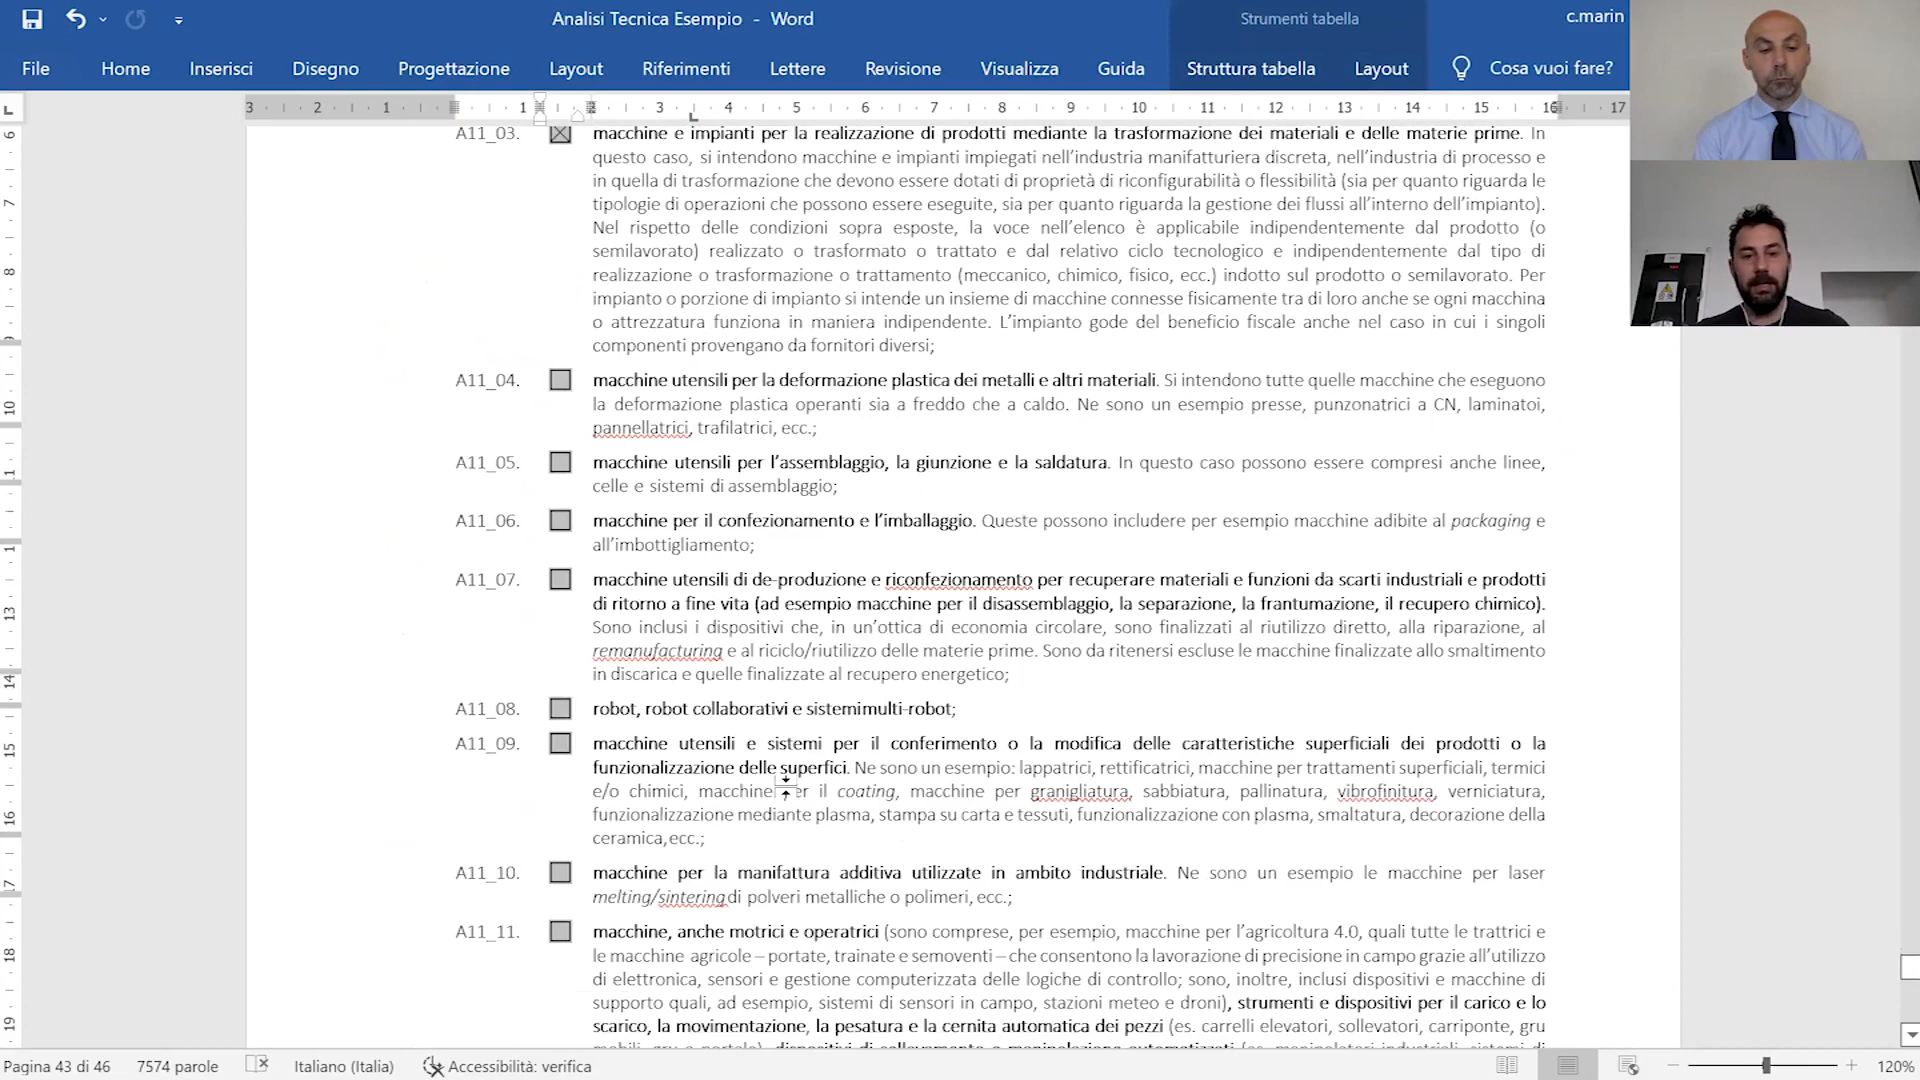 Analisi Tecnica Esempio - Word
Strumenti tabella
c.marin
File Home Inserisci Disegno Progettazione Layout Riferimenti Lettere Revisione Visualizza Guida Struttura tabella Layout Cosa vuoi fare?
3 2 1 1 2 3 4 5 6 7 8 9 10 11 12 13 14 15 16 17
A11_03. macchine e impianti per la realizzazione di prodotti mediante la trasformazione dei materiali e delle materie prime. In
questo caso, si intendono macchine e impianti impiegati nell'industria manifatturiera discreta, nell'industria di processo e
in quella di trasformazione che devono essere dotati di proprietà di riconfigurabilità o flessibilità (sia per quanto riguarda le
tipologie di operazioni che possono essere eseguite, sia per quanto riguarda la gestione dei flussi all'interno dell'impianto).
Nel rispetto delle condizioni sopra esposte, la voce nell'elenco è applicabile indipendentemente dal prodotto (o
semilavorato) realizzato o trasformato o trattato e dal relativo ciclo tecnologico e indipendentemente dal tipo di
realizzazione o trasformazione o trattamento (meccanico, chimico, fisico, ecc.) indotto sul prodotto o semilavorato. Per
impianto o porzione di impianto si intende un insieme di macchine connesse fisicamente tra di loro anche se ogni macchina
o attrezzatura funziona in maniera indipendente. L'impianto gode del beneficio fiscale anche nel caso in cui i singoli
componenti provengano da fornitori diversi;
A11_04. macchine utensili per la deformazione plastica dei metalli e altri materiali. Si intendono tutte quelle macchine che eseguono
la deformazione plastica operanti sia a freddo che a caldo. Ne sono un esempio presse, punzonatrici a CN, laminatoi,
pannellatrici, trafilatrici, ecc.;
A11_05. macchine utensili per l'assemblaggio, la giunzione e la saldatura. In questo caso possono essere compresi anche linee,
celle e sistemi di assemblaggio;
A11_06. macchine per il confezionamento e l'imballaggio. Queste possono includere per esempio macchine adibite al packaging e
all'imbottigliamento;
A11_07. macchine utensili di de-produzione e riconfezionamento per recuperare materiali e funzioni da scarti industriali e prodotti
di ritorno a fine vita (ad esempio macchine per il disassemblaggio, la separazione, la frantumazione, il recupero chimico).
Sono inclusi i dispositivi che, in un'ottica di economia circolare, sono finalizzati al riutilizzo diretto, alla riparazione, al
remanufacturing e al riciclo/riutilizzo delle materie prime. Sono da ritenersi escluse le macchine finalizzate allo smaltimento
in discarica e quelle finalizzate al recupero energetico;
A11_08. robot, robot collaborativi e sistemimulti-robot;
A11_09. macchine utensili e sistemi per il conferimento o la modifica delle caratteristiche superficiali dei prodotti o la
funzionalizzazione delle superfici. Ne sono un esempio: lappatrici, rettificatrici, macchine per trattamenti superficiali, termici
e/o chimici, macchine per il coating, macchine per granigliatura, sabbiatura, pallinatura, vibrofinitura, verniciatura,
funzionalizzazione mediante plasma, stampa su carta e tessuti, funzionalizzazione con plasma, smaltatura, decorazione della
ceramica,ecc.;
A11_10. macchine per la manifattura additiva utilizzate in ambito industriale. Ne sono un esempio le macchine per laser
melting/sintering di polveri metalliche o polimeri, ecc.;
A11_11. macchine, anche motrici e operatrici (sono comprese, per esempio, macchine per l'agricoltura 4.0, quali tutte le trattrici e
le macchine agricole – portate, trainate e semoventi – che consentono la lavorazione di precisione in campo grazie all'utilizzo
di elettronica, sensori e gestione computerizzata delle logiche di controllo; sono, inoltre, inclusi dispositivi e macchine di
supporto quali, ad esempio, sistemi di sensori in campo, stazioni meteo e droni), strumenti e dispositivi per il carico e lo
scarico, la movimentazione, la pesatura e la cernita automatica dei pezzi (es. carrelli elevatori, sollevatori, carriponte, gru
Pagina 43 di 46 7574 parole Italiano (Italia) Accessibilità: verifica 120%